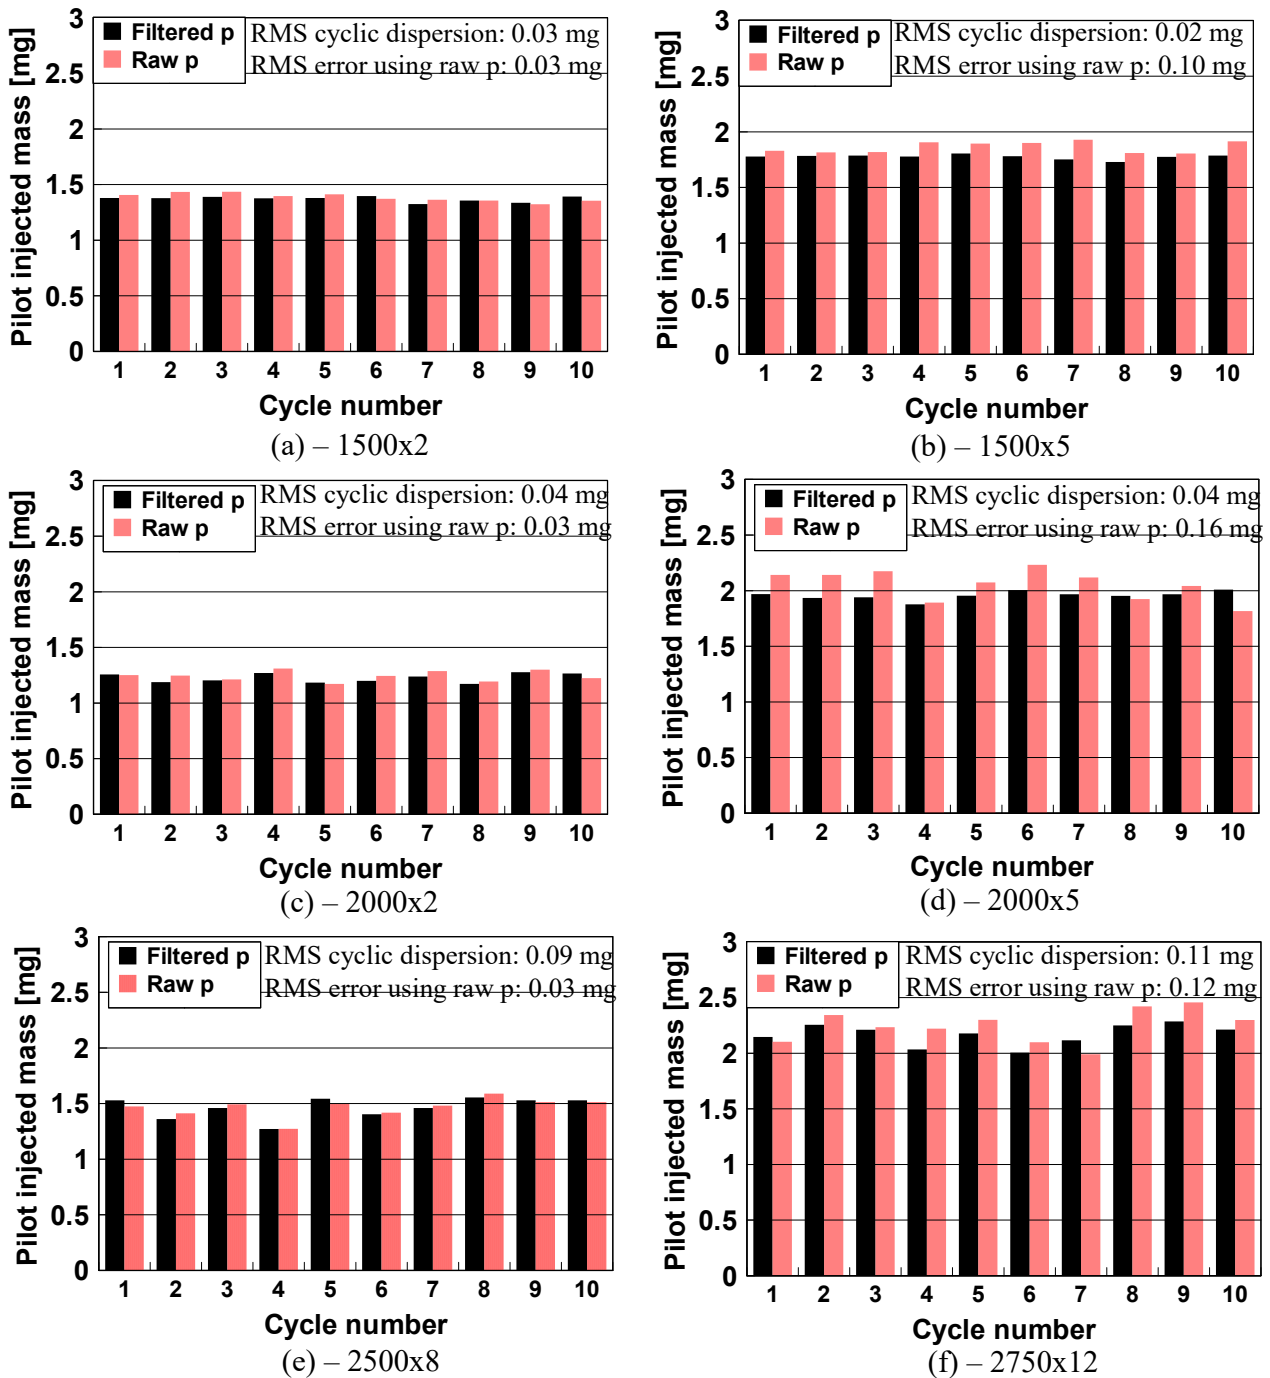 Pilot injected mass [mg]
3
2.5
2
1.5
1
0.5
0
Filtered p
Raw p
RMS cyclic dispersion: 0.03 mg
RMS error using raw p: 0.03 mg
1 2 3 4 5 6 7 8 9 10
Cycle number
(a) – 1500x2
Pilot injected mass [mg]
3
2.5
2
1.5
1
0.5
0
Filtered p
Raw p
RMS cyclic dispersion: 0.02 mg
RMS error using raw p: 0.10 mg
1 2 3 4 5 6 7 8 9 10
Cycle number
(b) – 1500x5
Pilot injected mass [mg]
3
2.5
2
1.5
1
0.5
0
Filtered p
Raw p
RMS cyclic dispersion: 0.04 mg
RMS error using raw p: 0.03 mg
1 2 3 4 5 6 7 8 9 10
Cycle number
(c) – 2000x2
Pilot injected mass [mg]
3
2.5
2
1.5
1
0.5
0
Filtered p
Raw p
RMS cyclic dispersion: 0.04 mg
RMS error using raw p: 0.16 mg
1 2 3 4 5 6 7 8 9 10
Cycle number
(d) – 2000x5
Pilot injected mass [mg]
3
2.5
2
1.5
1
0.5
0
Filtered p
Raw p
RMS cyclic dispersion: 0.09 mg
RMS error using raw p: 0.03 mg
1 2 3 4 5 6 7 8 9 10
Cycle number
(e) – 2500x8
Pilot injected mass [mg]
3
2.5
2
1.5
1
0.5
0
Filtered p
Raw p
RMS cyclic dispersion: 0.11 mg
RMS error using raw p: 0.12 mg
1 2 3 4 5 6 7 8 9 10
Cycle number
(f) – 2750x12